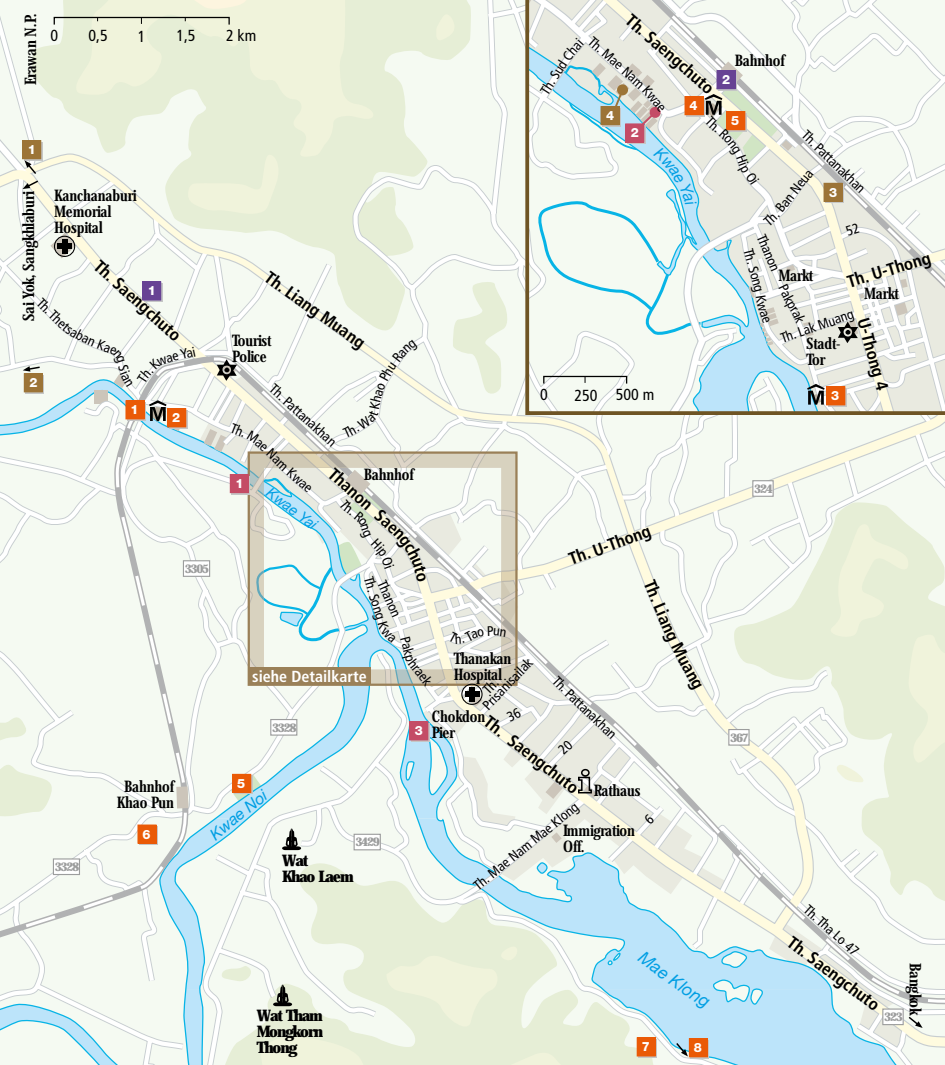 Erawan N.P.
0 0,5 1 1,5 2 km
1
Kanchanaburi
Memorial
Hospital
Sai Yok, Sangkhlaburi
Th. Saengchuto
1
Th. Liang Muang
Th. Thetsaban Kaeng Sian
Th. Kwae Yai
Tourist
Police
2
1
M
2
Th. Pattanakhan
Th. Wat Khao Phu Rang
Th. Mae Nam Kwae
1
Kwae Yai
Bahnhof
Thanon Saengchuto
Th. Rong Hip Oi
Thanon
Pakphraek
Th. Song Kwa
Th. Tao Pun
siehe Detailkarte
Thanakan
Hospital
Th.
Prisanisailak
3
Chokdon
Pier
36
Th. Saengchuto
20
Th. Pattanakhan
Rathaus
6
Immigration
Off.
Th. Mae Nam Mae Klong
Th. U-Thong
324
Th. Liang Muang
367
3305
3328
Bahnhof
Khao Pun
5
6
Kwae Noi
3328
3429
Wat
Khao Laem
Wat Tham
Mongkorn
Thong
Mae Klong
7
8
Th. Tha Lo 47
Th. Saengchuto
Bangkok
323
Th. Saengchuto
Bahnhof
2
Th. Sud Chai
Th. Mae Nam Kwae
4
2
4
M
5
Th. Rong Hip Oi
Th. Pattanakhan
Kwae Yai
Th. Ban Neua
3
52
Thanon
Pakprak
Th. Song Kwae
Markt
Th. U-Thong
Markt
Th. Lak Muang
Stadt-
Tor
U-Thong 4
M
3
0 250 500 m